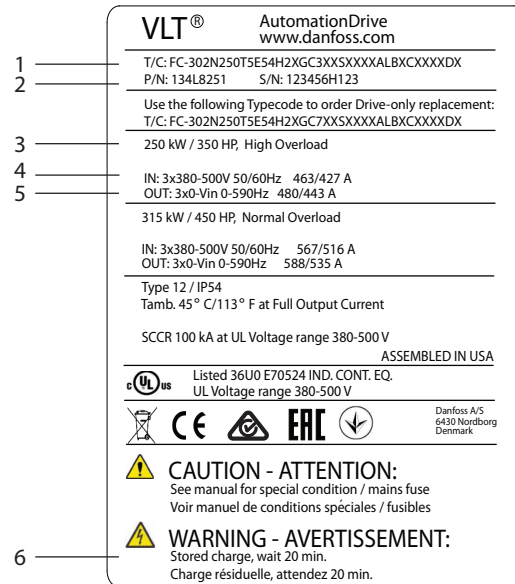 VLT® AutomationDrive
www.danfoss.com
1
T/C: FC-302N250T5E54H2XGC3XXSXXXXALBXCXXXXDX
2
P/N: 134L8251 S/N: 123456H123
Use the following Typecode to order Drive-only replacement:
T/C: FC-302N250T5E54H2XGC7XXSXXXXALBXCXXXXDX
3
250 kW / 350 HP, High Overload
4
IN: 3x380-500V 50/60Hz 463/427 A
5
OUT: 3x0-Vin 0-590Hz 480/443 A
315 kW / 450 HP, Normal Overload
IN: 3x380-500V 50/60Hz 567/516 A
OUT: 3x0-Vin 0-590Hz 588/535 A
Type 12 / IP54
Tamb. 45° C/113° F at Full Output Current
SCCR 100 kA at UL Voltage range 380-500 V
ASSEMBLED IN USA
c UL us Listed 36U0 E70524 IND. CONT. EQ.
UL Voltage range 380-500 V
CE EAC
Danfoss A/S
6430 Nordborg
Denmark
CAUTION - ATTENTION:
See manual for special condition / mains fuse
Voir manuel de conditions spéciales / fusibles
WARNING - AVERTISSEMENT:
6
Stored charge, wait 20 min.
Charge résiduelle, attendez 20 min.